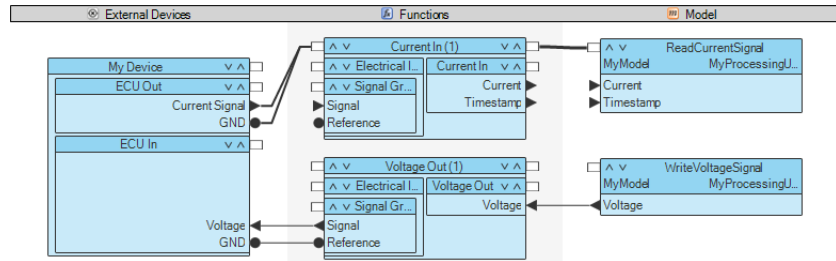 External Devices
Functions
Model
My Device
ECU Out
Current Signal
GND
ECU In
Voltage
GND
Current In (1)
Electrical I... Current In
Signal Gr... Current
Signal Timestamp
Reference
Voltage Out (1)
Electrical I... Voltage Out
Signal Gr... Voltage
Signal
Reference
ReadCurrentSignal
MyModel MyProcessingU...
Current
Timestamp
WriteVoltageSignal
MyModel MyProcessingU...
Voltage